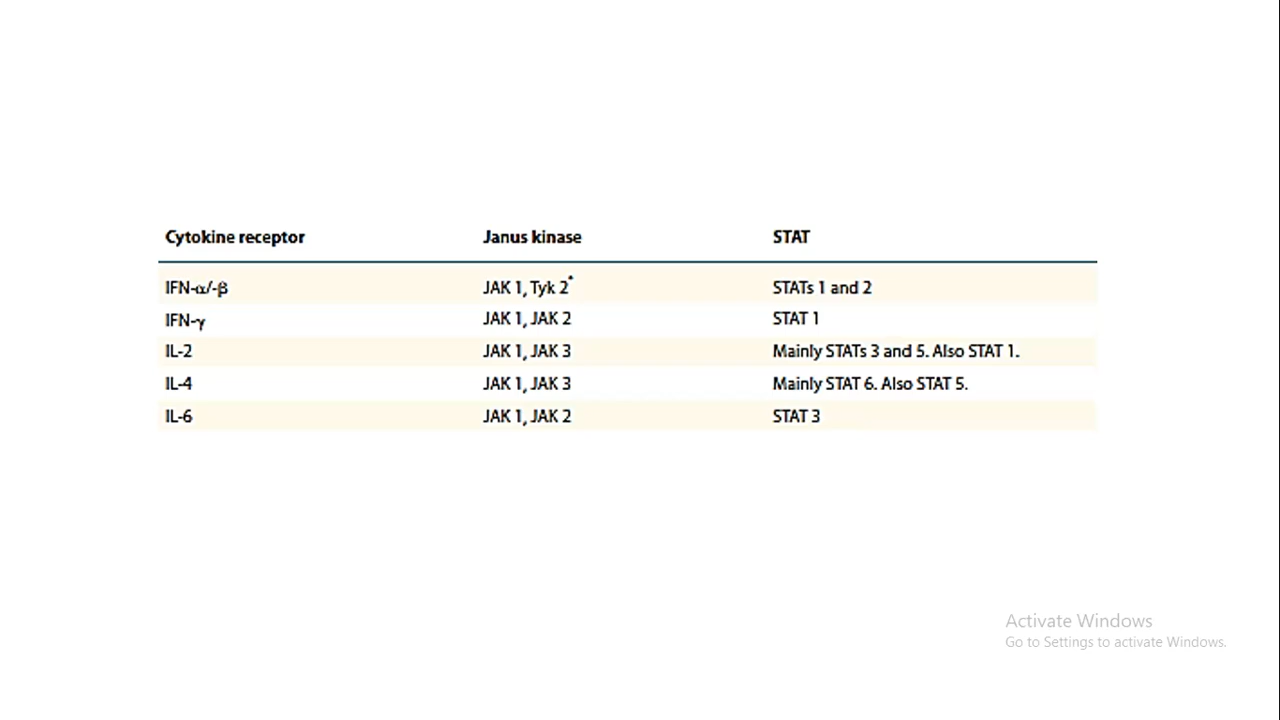 Cytokine receptor Janus kinase STAT
IFN-α/-β JAK 1, Tyk 2* STATs 1 and 2
IFN-γ JAK 1, JAK 2 STAT 1
IL-2 JAK 1, JAK 3 Mainly STATs 3 and 5. Also STAT 1.
IL-4 JAK 1, JAK 3 Mainly STAT 6. Also STAT 5.
IL-6 JAK 1, JAK 2 STAT 3
Activate Windows
Go to Settings to activate Windows.